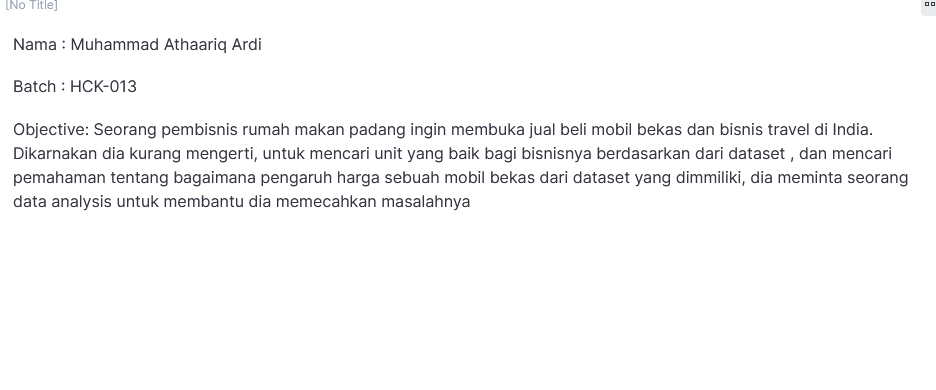 [No Title]
Nama : Muhammad Athaariq Ardi
Batch : HCK-013
Objective: Seorang pembisnis rumah makan padang ingin membuka jual beli mobil bekas dan bisnis travel di India.
Dikarnakan dia kurang mengerti, untuk mencari unit yang baik bagi bisnisnya berdasarkan dari dataset , dan mencari
pemahaman tentang bagaimana pengaruh harga sebuah mobil bekas dari dataset yang dimmiliki, dia meminta seorang
data analysis untuk membantu dia memecahkan masalahnya